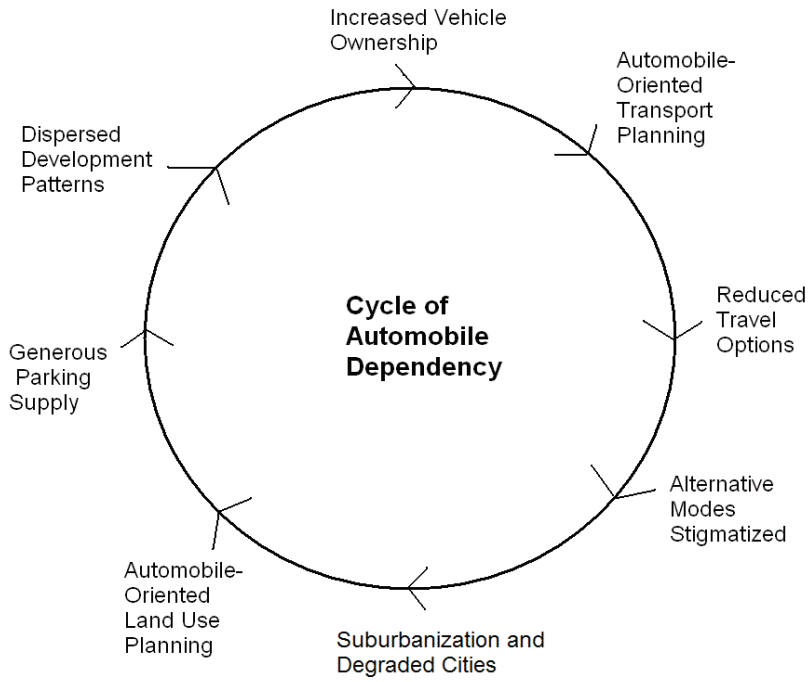 Increased Vehicle
Ownership
Automobile-
Oriented
Transport
Planning
Reduced
Travel
Options
Alternative
Modes
Stigmatized
Suburbanization and
Degraded Cities
Automobile-
Oriented
Land Use
Planning
Generous
Parking
Supply
Dispersed
Development
Patterns
Cycle of
Automobile
Dependency